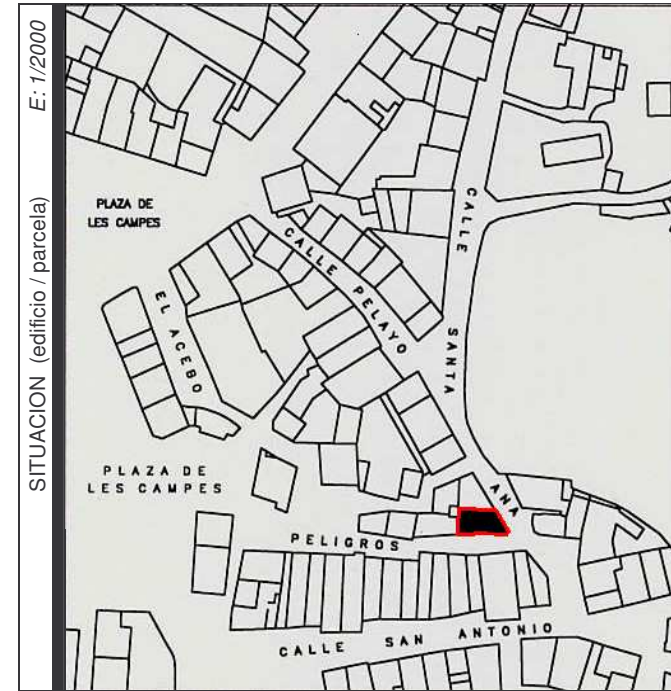 SITUACION (edificio / parcela) E: 1/2000
PLAZA DE
LES CAMPES
CALLE PELAYO
CALLE SANTA ANA
EL ACEBO
PLAZA DE
LES CAMPES
PELIGROS
CALLE SAN ANTONIO